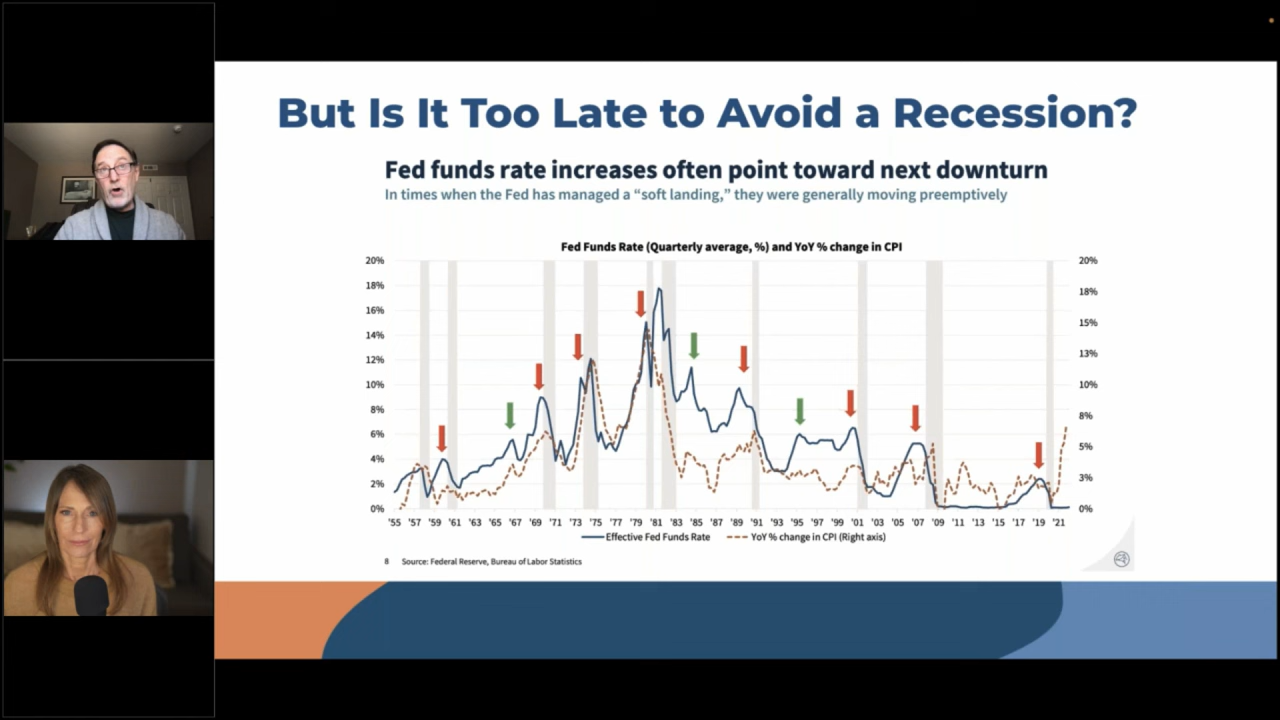 But Is It Too Late to Avoid a Recession?
Fed funds rate increases often point toward next downturn
In times when the Fed has managed a “soft landing,” they were generally moving preemptively
Fed Funds Rate (Quarterly average, %) and YoY % change in CPI
20%
18%
16%
14%
12%
10%
8%
6%
4%
2%
0%
20%
18%
15%
13%
10%
8%
5%
3%
0%
'55 '57 '59 '61 '63 '65 '67 '69 '71 '73 '75 '77 '79 '81 '83 '85 '87 '89 '91 '93 '95 '97 '99 '01 '03 '05 '07 '09 '11 '13 '15 '17 '19 '21
Effective Fed Funds Rate YoY % change in CPI (Right axis)
8 Source: Federal Reserve, Bureau of Labor Statistics